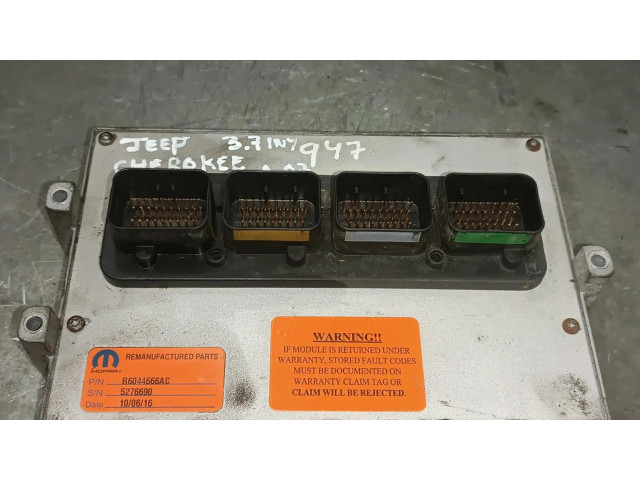 JEEP 3.7 INY 947
CHEROKEE
MOPAR
REMANUFACTURED PARTS
P/N R6044666AC
S/N 5276690
Date 10/06/16
WARNING!!
IF MODULE IS RETURNED UNDER
WARRANTY, STORED FAULT CODES
MUST BE DOCUMENTED ON
WARRANTY CLAIM TAG OR
CLAIM WILL BE REJECTED.